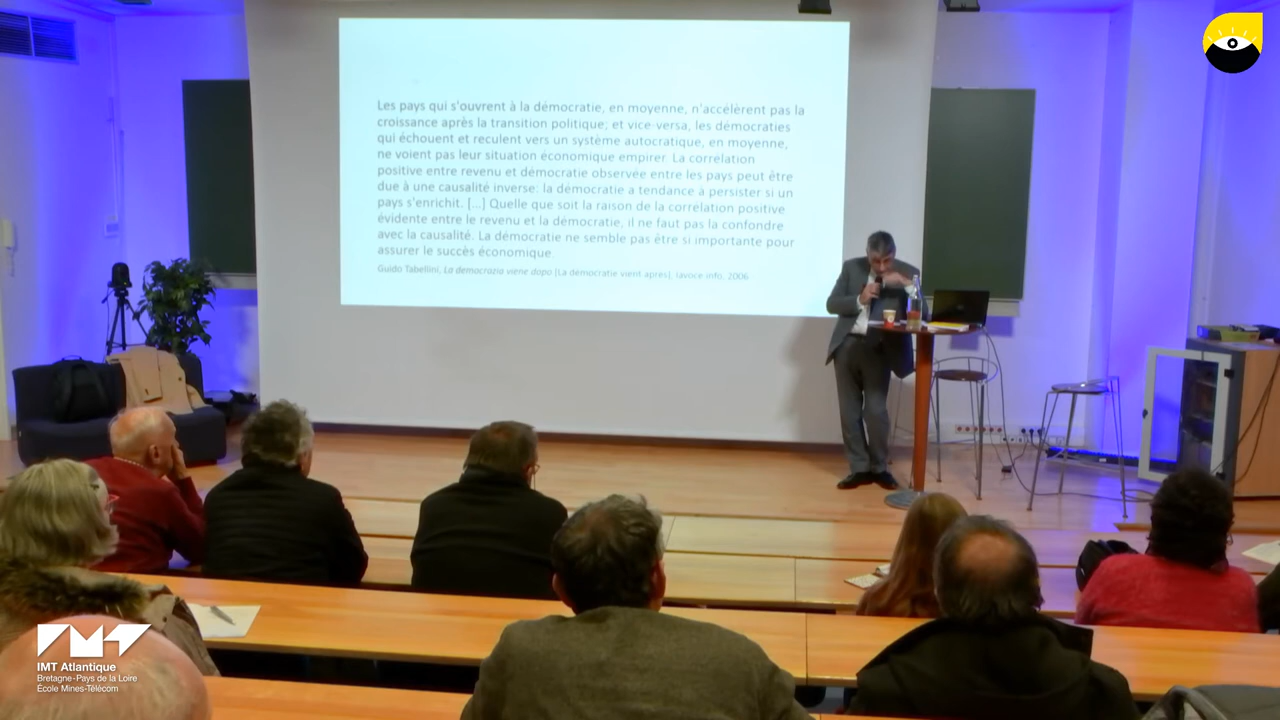 Les pays qui s'ouvrent à la démocratie, en moyenne, n'accélèrent pas la
croissance après la transition politique; et vice-versa, les démocraties
qui échouent et reculent vers un système autocratique, en moyenne,
ne voient pas leur situation économique empirer. La corrélation
positive entre revenu et démocratie observée entre les pays peut être
due à une causalité inverse: la démocratie a tendance à persister si un
pays s'enrichit. [...] Quelle que soit la raison de la corrélation positive
évidente entre le revenu et la démocratie, il ne faut pas la confondre
avec la causalité. La démocratie ne semble pas être si importante pour
assurer le succès économique.
Guido Tabellini, La democrazia viene dopo [La démocratie vient après], lavoce.info, 2006
IMT Atlantique
Bretagne-Pays de la Loire
École Mines-Télécom